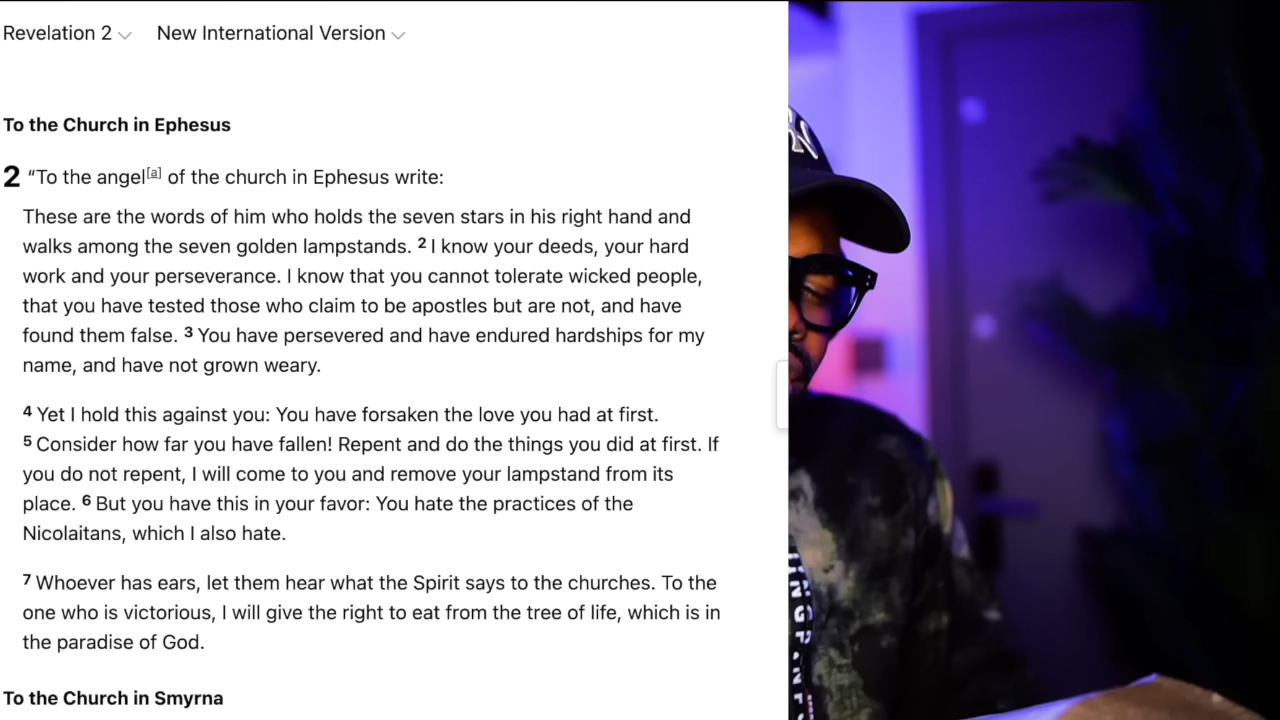 Revelation 2 New International Version
To the Church in Ephesus
2 “To the angel[a] of the church in Ephesus write:
These are the words of him who holds the seven stars in his right hand and
walks among the seven golden lampstands. 2 I know your deeds, your hard
work and your perseverance. I know that you cannot tolerate wicked people,
that you have tested those who claim to be apostles but are not, and have
found them false. 3 You have persevered and have endured hardships for my
name, and have not grown weary.
4 Yet I hold this against you: You have forsaken the love you had at first.
5 Consider how far you have fallen! Repent and do the things you did at first. If
you do not repent, I will come to you and remove your lampstand from its
place. 6 But you have this in your favor: You hate the practices of the
Nicolaitans, which I also hate.
7 Whoever has ears, let them hear what the Spirit says to the churches. To the
one who is victorious, I will give the right to eat from the tree of life, which is in
the paradise of God.
To the Church in Smyrna